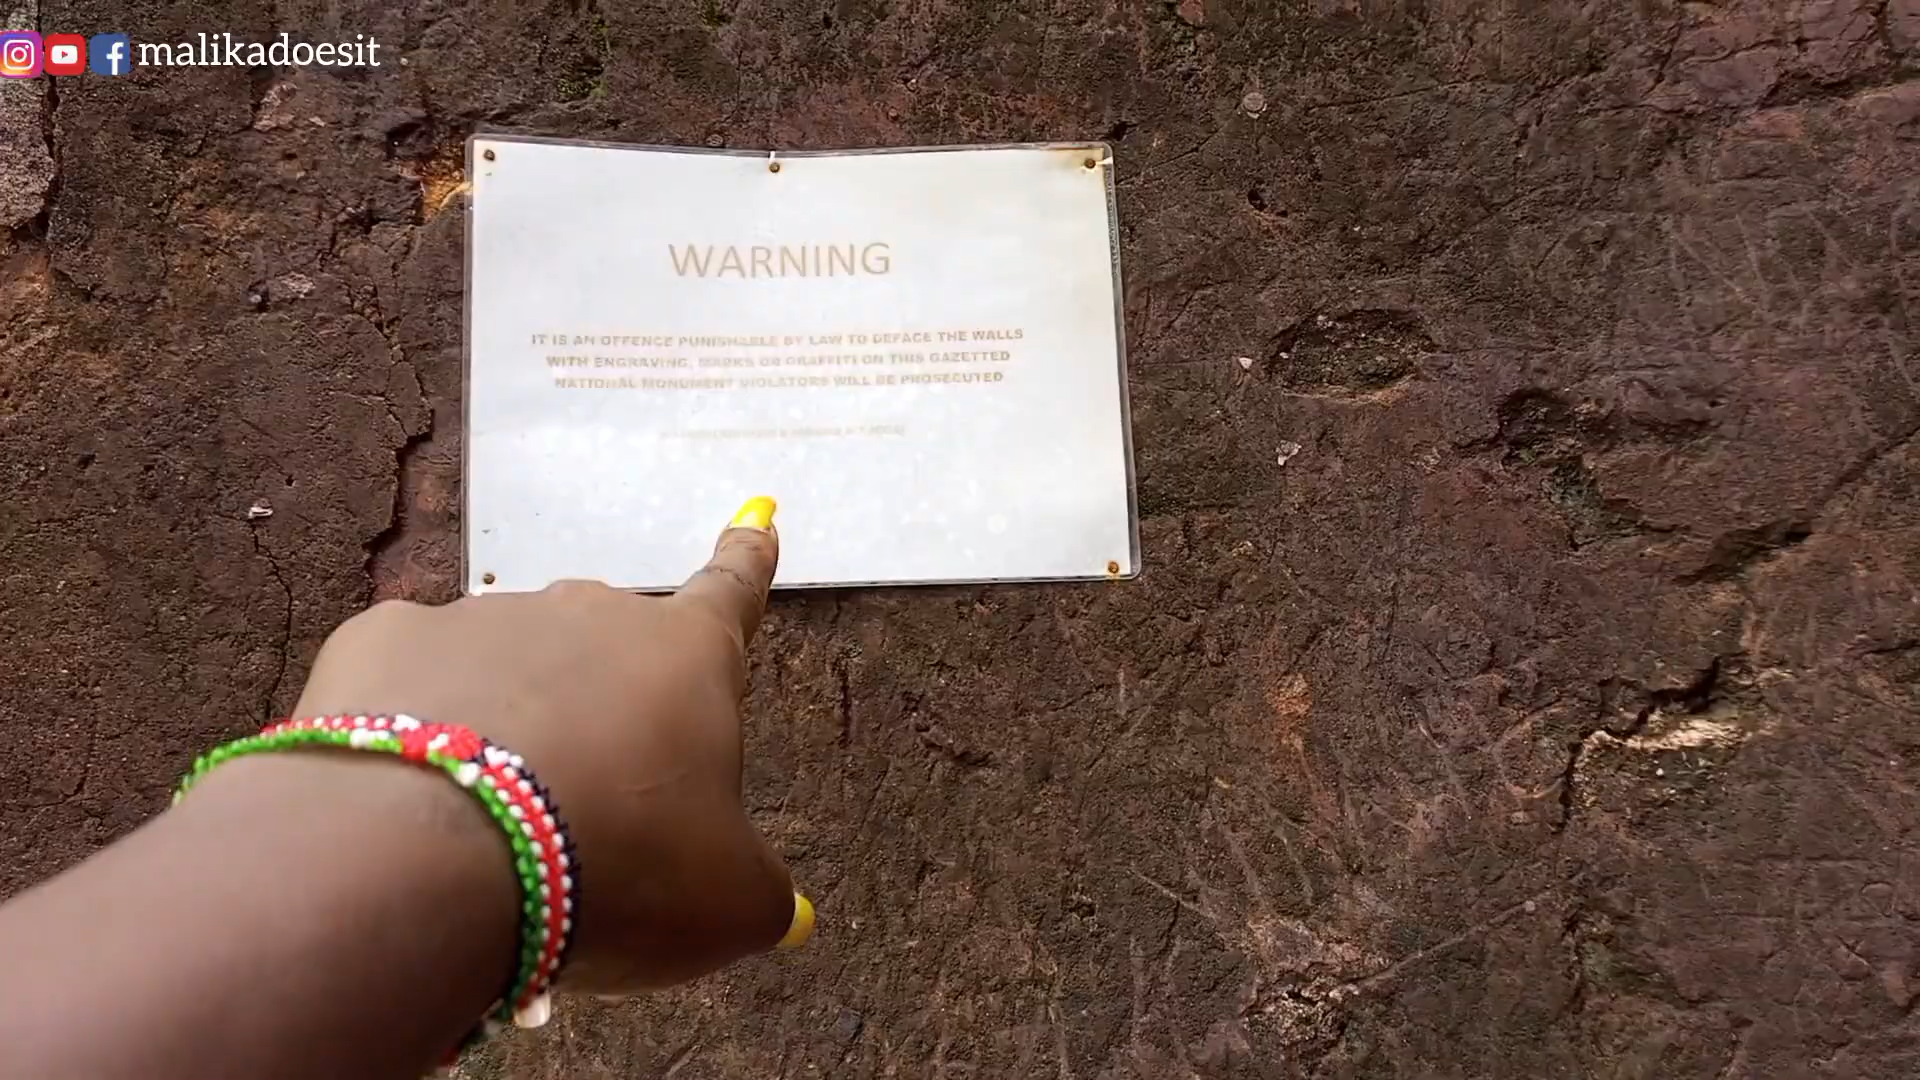 malikadoesit
WARNING
IT IS AN OFFENCE PUNISHABLE BY LAW TO DEFACE THE WALLS
WITH ENGRAVING, MARKS OR GRAFFITI ON THIS GAZETTED
NATIONAL MONUMENT VIOLATORS WILL BE PROSECUTED